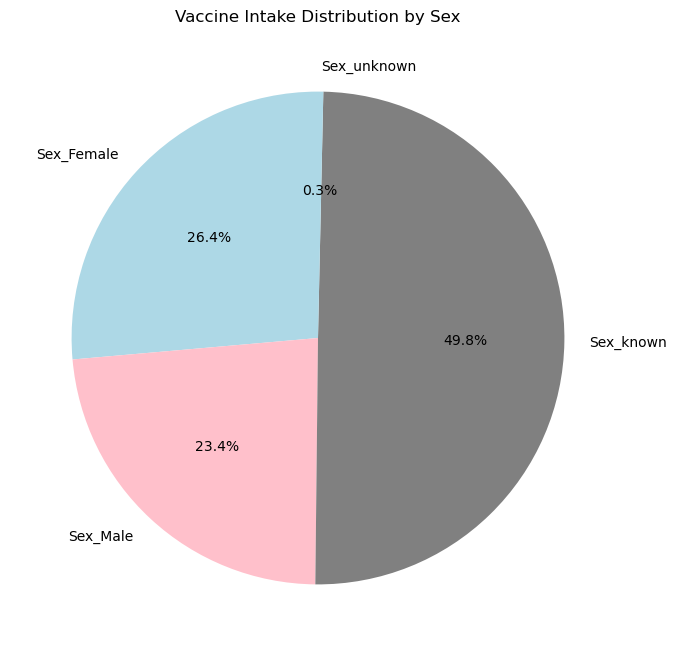 Vaccine Intake Distribution by Sex
Sex_unknown
Sex_Female
0.3%
26.4%
49.8%
Sex_known
23.4%
Sex_Male